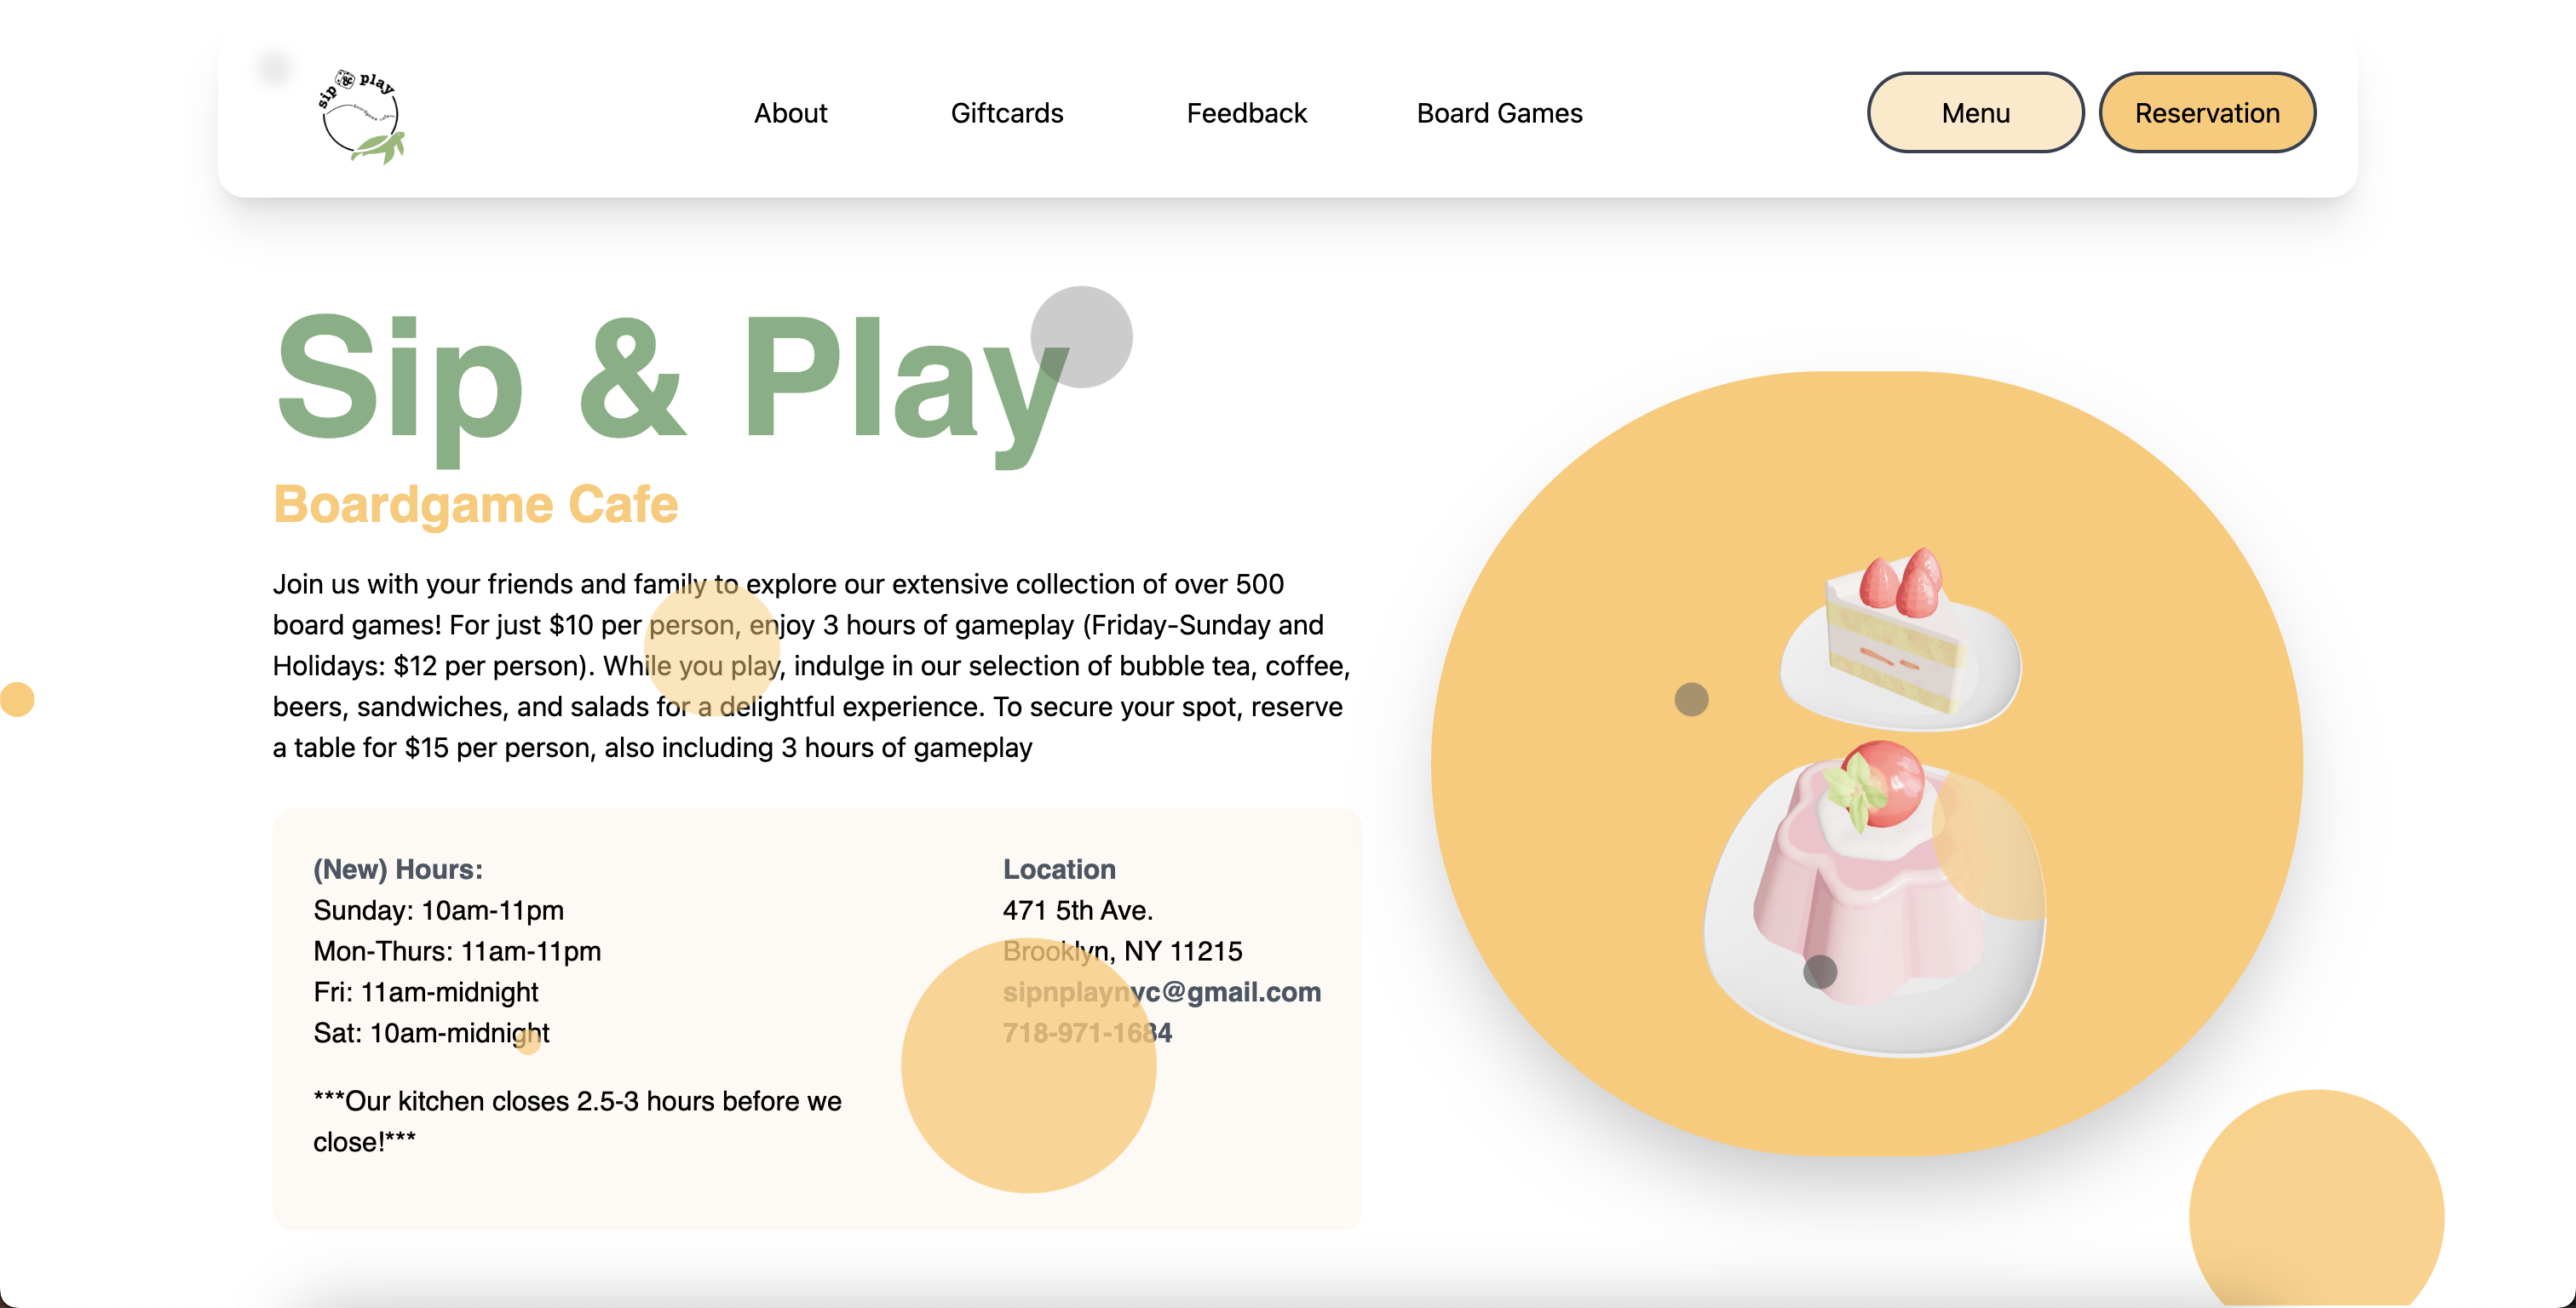 sip & play
boardgame cafe
About
Giftcards
Feedback
Board Games
Menu
Reservation
Sip & Play
Boardgame Cafe
Join us with your friends and family to explore our extensive collection of over 500
board games! For just $10 per person, enjoy 3 hours of gameplay (Friday-Sunday and
Holidays: $12 per person). While you play, indulge in our selection of bubble tea, coffee,
beers, sandwiches, and salads for a delightful experience. To secure your spot, reserve
a table for $15 per person, also including 3 hours of gameplay
(New) Hours:
Sunday: 10am-11pm
Mon-Thurs: 11am-11pm
Fri: 11am-midnight
Sat: 10am-midnight
***Our kitchen closes 2.5-3 hours before we
close!***
Location
471 5th Ave.
Brooklyn, NY 11215
sipnplaynyc@gmail.com
718-971-1684